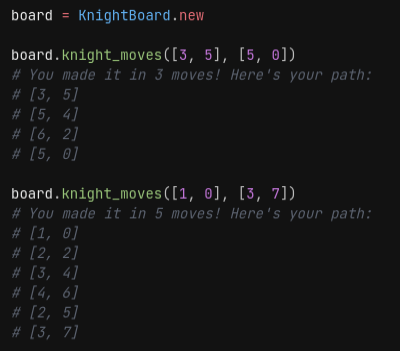 board = KnightBoard.new
board.knight_moves([3, 5], [5, 0])
# You made it in 3 moves! Here's your path:
# [3, 5]
# [5, 4]
# [6, 2]
# [5, 0]
board.knight_moves([1, 0], [3, 7])
# You made it in 5 moves! Here's your path:
# [1, 0]
# [2, 2]
# [3, 4]
# [4, 6]
# [2, 5]
# [3, 7]